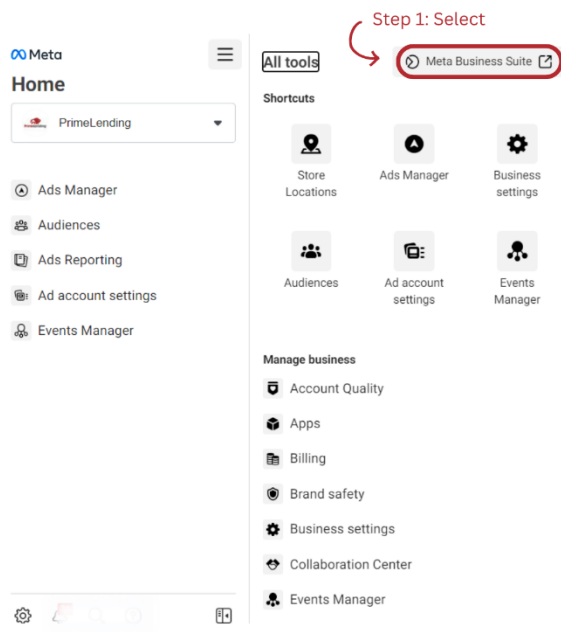 Step 1: Select
Meta
Home
PrimeLending
Ads Manager
Audiences
Ads Reporting
Ad account settings
Events Manager
All tools
Meta Business Suite
Shortcuts
Store
Locations
Ads Manager
Business
settings
Audiences
Ad account
settings
Events
Manager
Manage business
Account Quality
Apps
Billing
Brand safety
Business settings
Collaboration Center
Events Manager